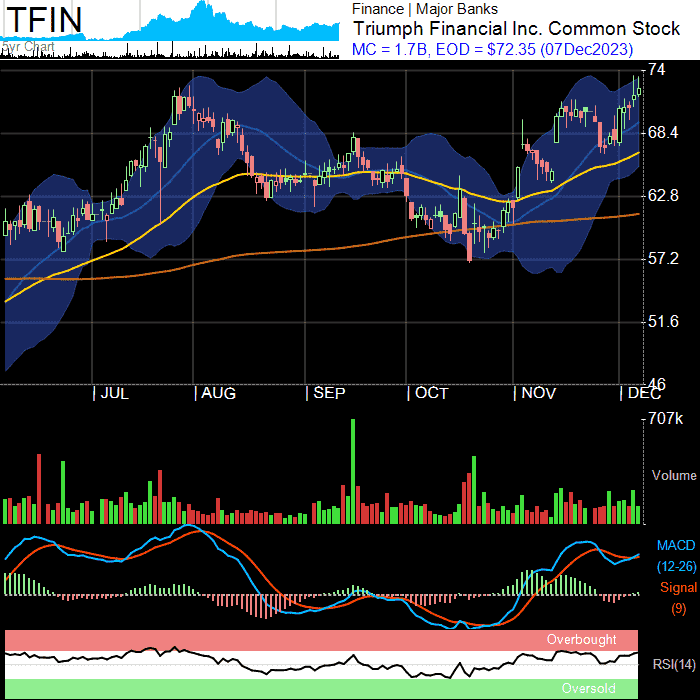 TFIN
5yr Chart
Finance | Major Banks
Triumph Financial Inc. Common Stock
MC = 1.7B, EOD = $72.35 (07Dec2023)
74
68.4
62.8
57.2
51.6
46
JUL AUG SEP OCT NOV DEC
707k
Volume
MACD
(12-26)
Signal
(9)
Overbought
RSI(14)
Oversold